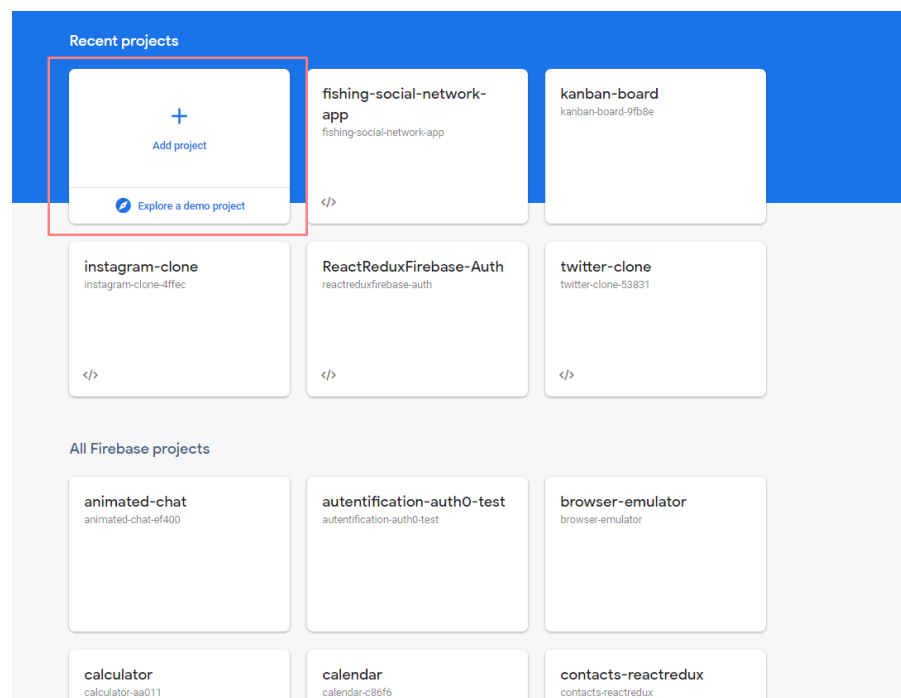 Recent projects
Add project
Explore a demo project
fishing-social-network-
app
fishing-social-network-app
</>
kanban-board
kanban-board-9fb8e
instagram-clone
instagram-clone-4ffec
</>
ReactReduxFirebase-Auth
reactreduxfirebase-auth
</>
twitter-clone
twitter-clone-53831
</>
All Firebase projects
animated-chat
animated-chat-ef400
autentification-auth0-test
autentification-auth0-test
browser-emulator
browser-emulator
calculator
calculator-aa011
calendar
calendar-c86f6
contacts-reactredux
contacts-reactredux